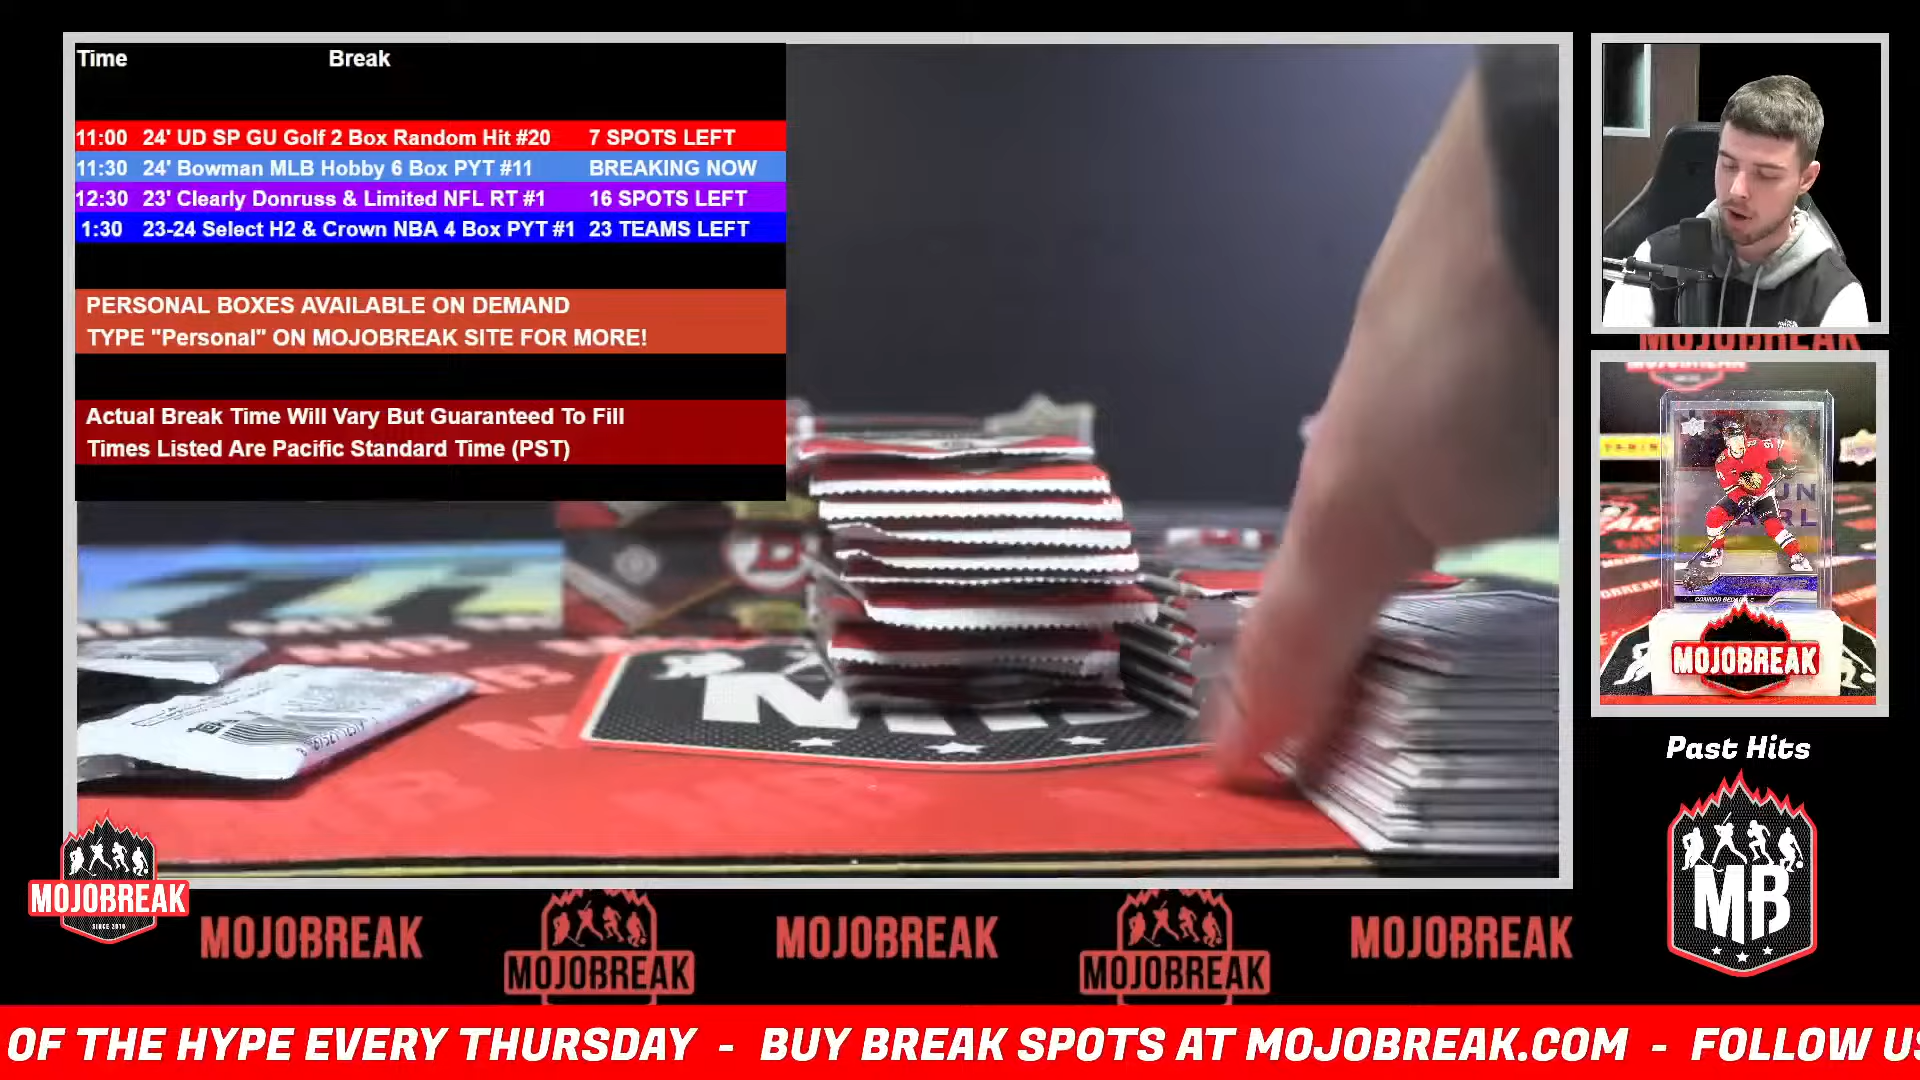 Time Break
11:00 24' UD SP GU Golf 2 Box Random Hit #20 7 SPOTS LEFT
11:30 24' Bowman MLB Hobby 6 Box PYT #11 BREAKING NOW
12:30 23' Clearly Donruss & Limited NFL RT #1 16 SPOTS LEFT
1:30 23-24 Select H2 & Crown NBA 4 Box PYT #1 23 TEAMS LEFT
PERSONAL BOXES AVAILABLE ON DEMAND
TYPE "Personal" ON MOJOBREAK SITE FOR MORE!
Actual Break Time Will Vary But Guaranteed To Fill
Times Listed Are Pacific Standard Time (PST)
MOJOBREAK
MOJOBREAK
Past Hits
MB
MOJOBREAK
SINCE 2010
MOJOBREAK
MOJOBREAK
MOJOBREAK
MOJOBREAK
MOJOBREAK
OF THE HYPE EVERY THURSDAY - BUY BREAK SPOTS AT MOJOBREAK.COM - FOLLOW US